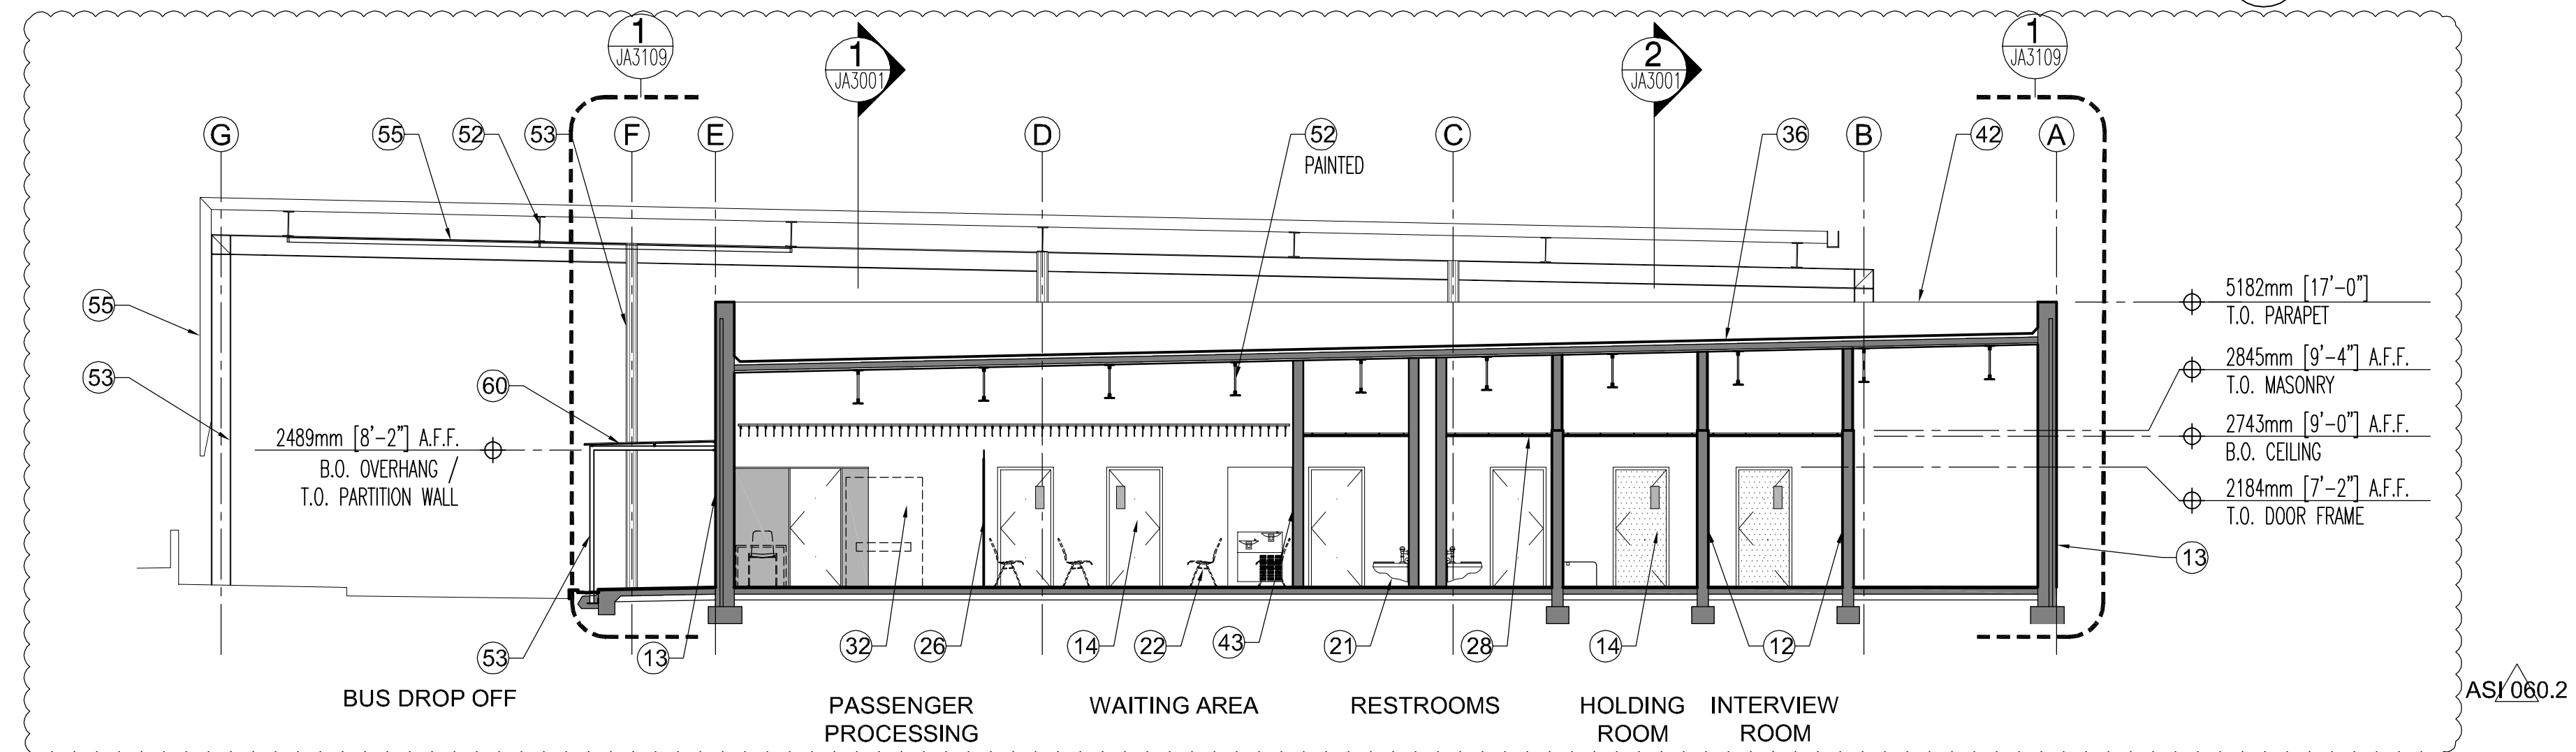 1
JA3109
1
JA3001
2
JA3001
1
JA3109
G
55
52
53
F
E
D
52
PAINTED
C
36
B
42
A
55
53
60
2489mm [8'-2"] A.F.F.
B.O. OVERHANG /
T.O. PARTITION WALL
5182mm [17'-0"]
T.O. PARAPET
2845mm [9'-4"] A.F.F.
T.O. MASONRY
2743mm [9'-0"] A.F.F.
B.O. CEILING
2184mm [7'-2"] A.F.F.
T.O. DOOR FRAME
13
53
13
32
26
14
22
43
21
28
14
12
BUS DROP OFF
PASSENGER
PROCESSING
WAITING AREA
RESTROOMS
HOLDING
ROOM
INTERVIEW
ROOM
ASI 060.2